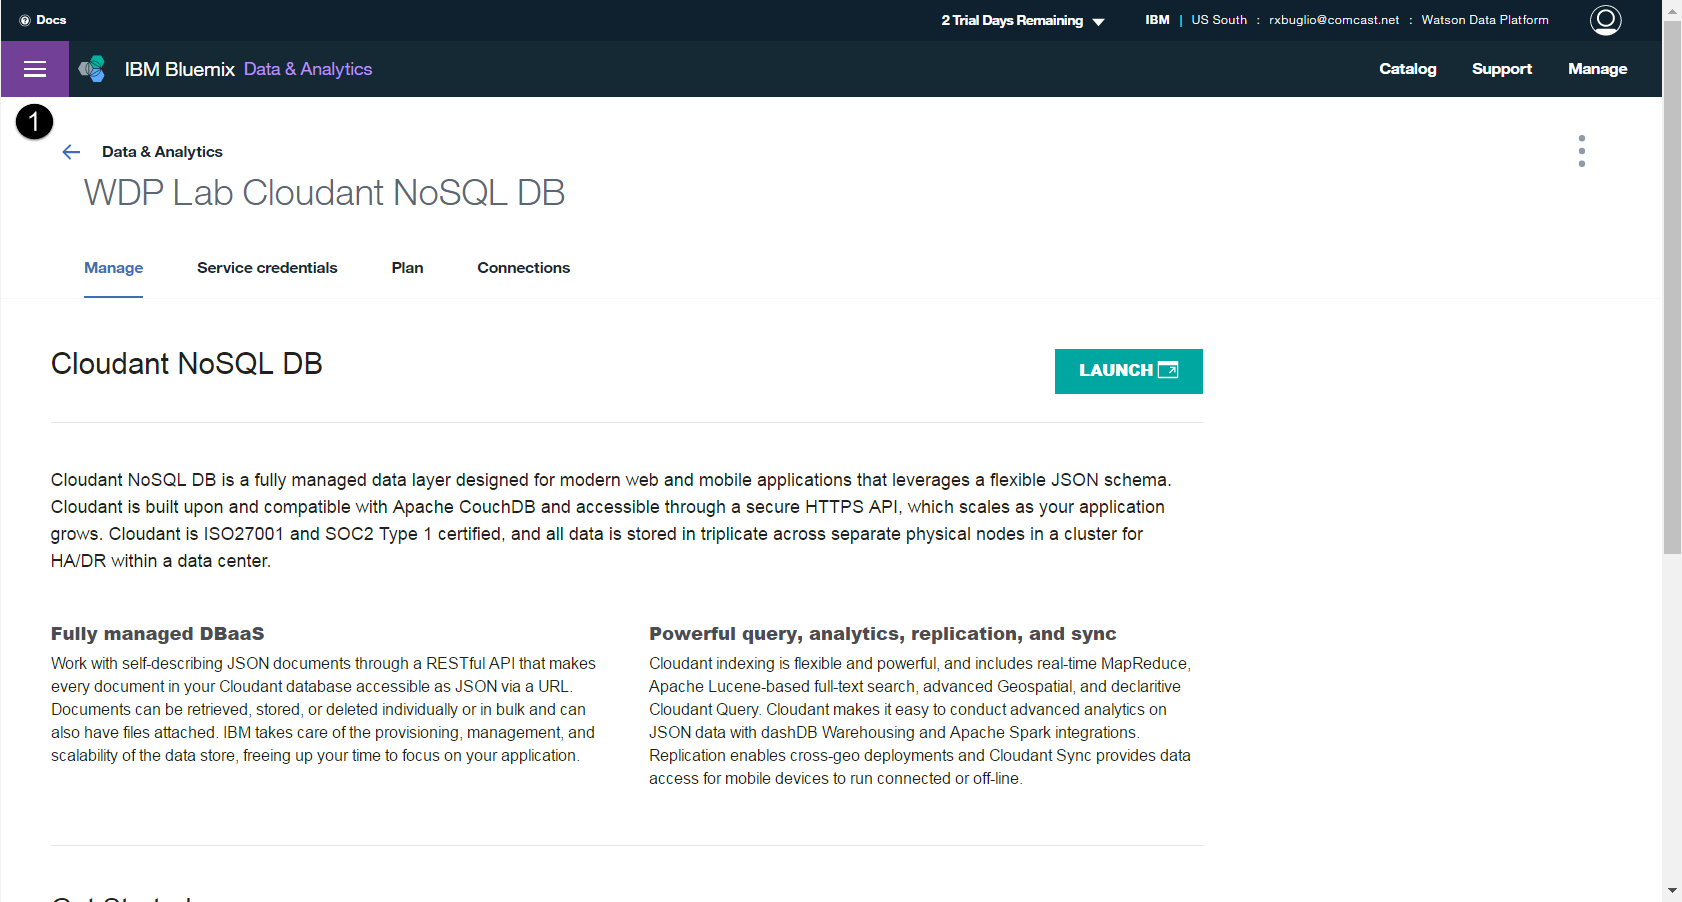 Docs
2 Trial Days Remaining
IBM | US South : rxbuglio@comcast.net : Watson Data Platform
IBM Bluemix Data & Analytics
Catalog
Support
Manage
1
Data & Analytics
WDP Lab Cloudant NoSQL DB
Manage
Service credentials
Plan
Connections
Cloudant NoSQL DB
LAUNCH
Cloudant NoSQL DB is a fully managed data layer designed for modern web and mobile applications that leverages a flexible JSON schema.
Cloudant is built upon and compatible with Apache CouchDB and accessible through a secure HTTPS API, which scales as your application
grows. Cloudant is ISO27001 and SOC2 Type 1 certified, and all data is stored in triplicate across separate physical nodes in a cluster for
HA/DR within a data center.
Fully managed DBaaS
Work with self-describing JSON documents through a RESTful API that makes
every document in your Cloudant database accessible as JSON via a URL.
Documents can be retrieved, stored, or deleted individually or in bulk and can
also have files attached. IBM takes care of the provisioning, management, and
scalability of the data store, freeing up your time to focus on your application.
Powerful query, analytics, replication, and sync
Cloudant indexing is flexible and powerful, and includes real-time MapReduce,
Apache Lucene-based full-text search, advanced Geospatial, and declaritive
Cloudant Query. Cloudant makes it easy to conduct advanced analytics on
JSON data with dashDB Warehousing and Apache Spark integrations.
Replication enables cross-geo deployments and Cloudant Sync provides data
access for mobile devices to run connected or off-line.